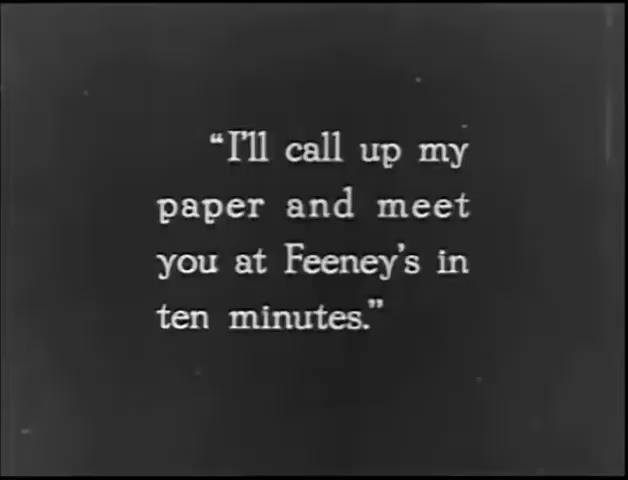 “I'll call up my
paper and meet
you at Feeney's in
ten minutes.”